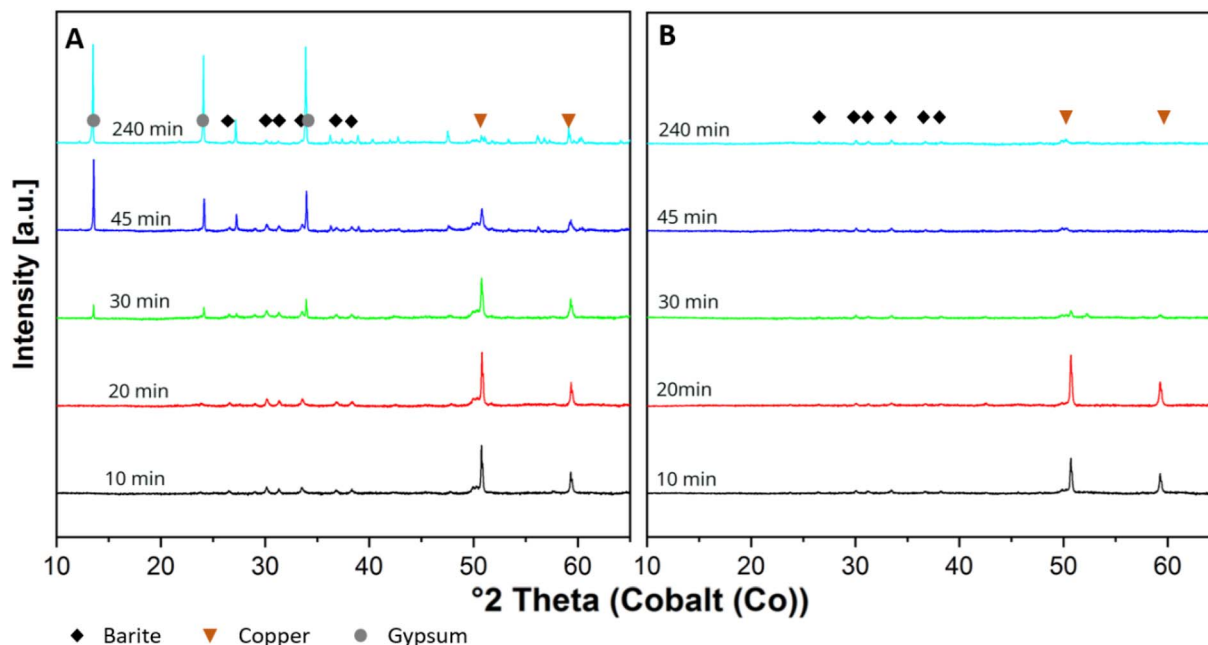 A
B
240 min
45 min
30 min
20 min
10 min
240 min
45 min
30 min
20min
10 min
Intensity [a.u.]
10 20 30 40 50 60
10 20 30 40 50 60
°2 Theta (Cobalt (Co))
Barite Copper Gypsum